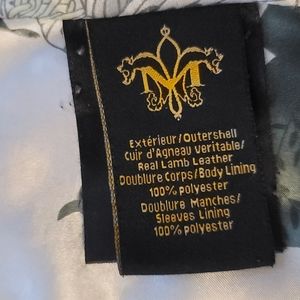 M
Extérieur/Outershell
Cuir d'Agneau Veritable/
Real Lamb Leather
Doublure Corps/Body Lining
100% polyester
Doublure Manches/
Sleeves Lining
100% polyester